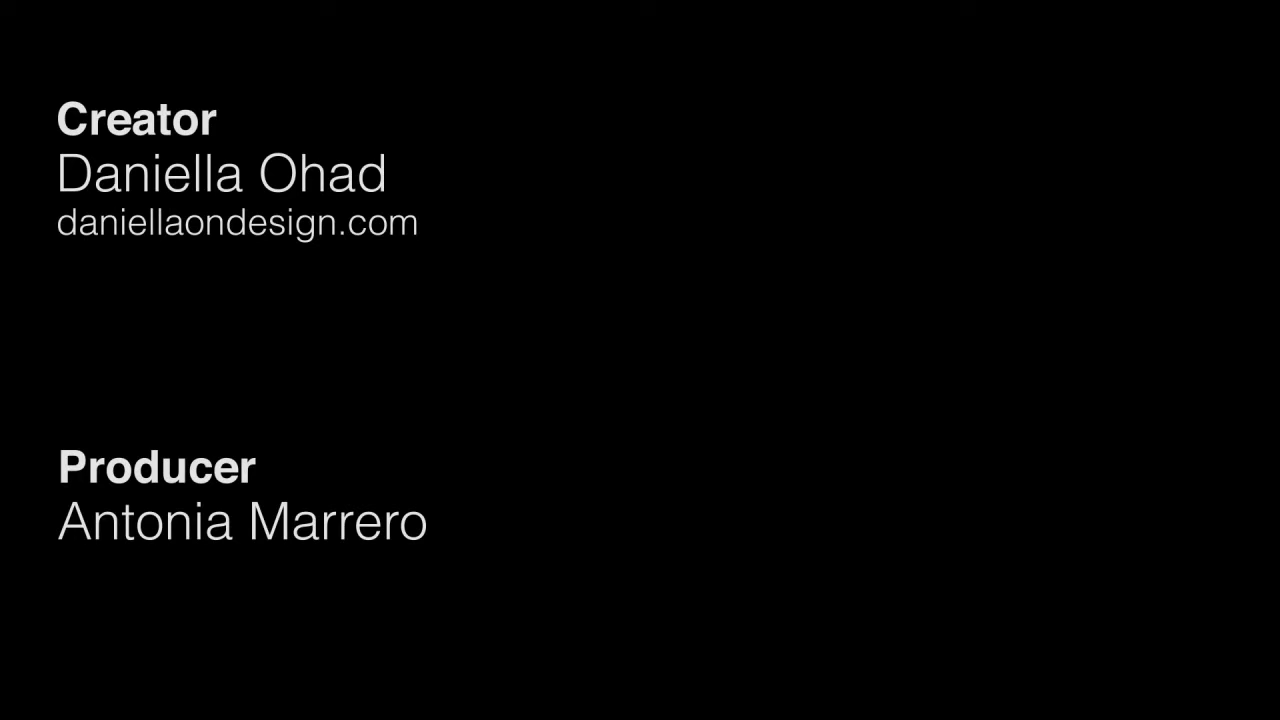 Creator
Daniella Ohad
daniellaondesign.com
Producer
Antonia Marrero